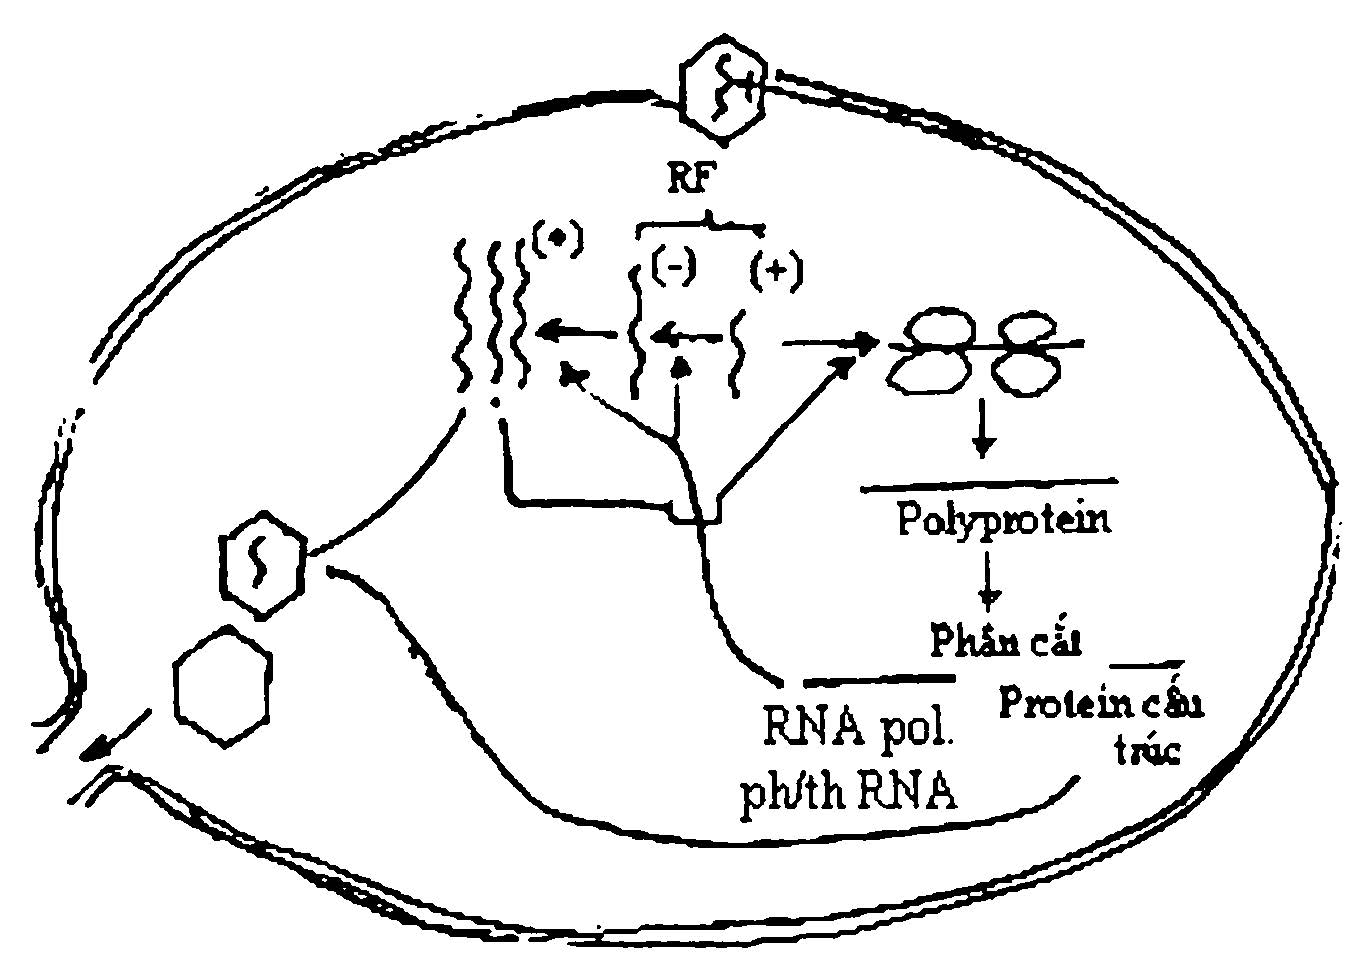 RF
(+)
(-)
(+)
Polyprotein
Phân cắt
Protein cấu
trúc
RNA pol.
ph/th RNA